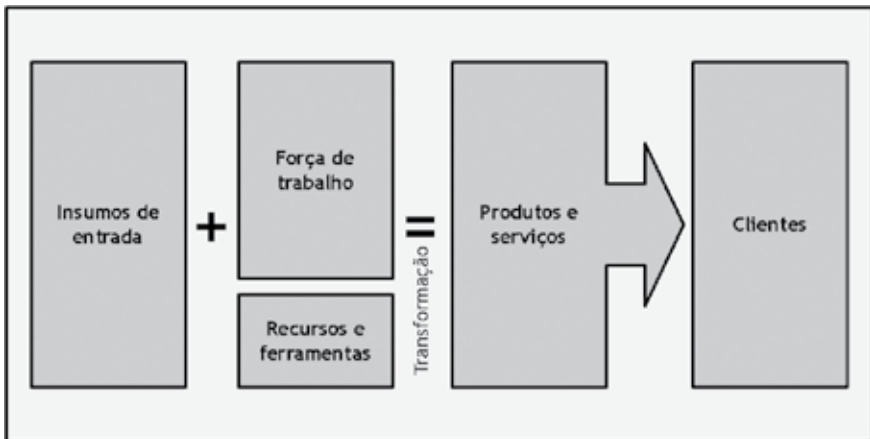 Insumos de
entrada
+
Força de
trabalho
Recursos e
ferramentas
=
Transformação
Produtos e
serviços
Clientes